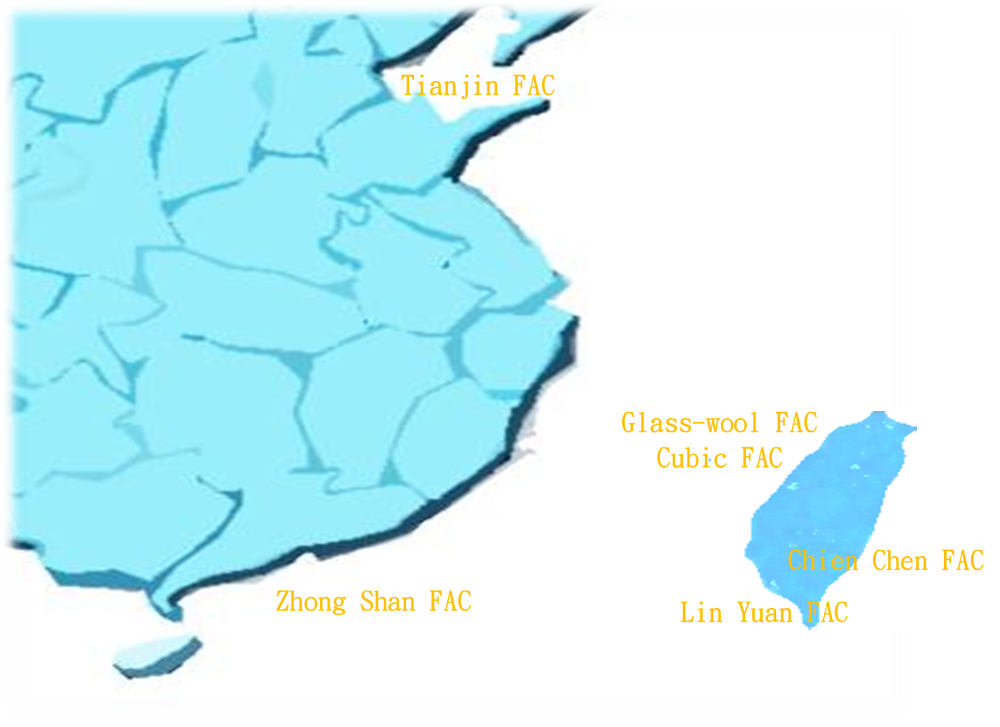 Tianjin FAC
Glass-wool FAC
Cubic FAC
Chien Chen FAC
Zhong Shan FAC
Lin Yuan FAC